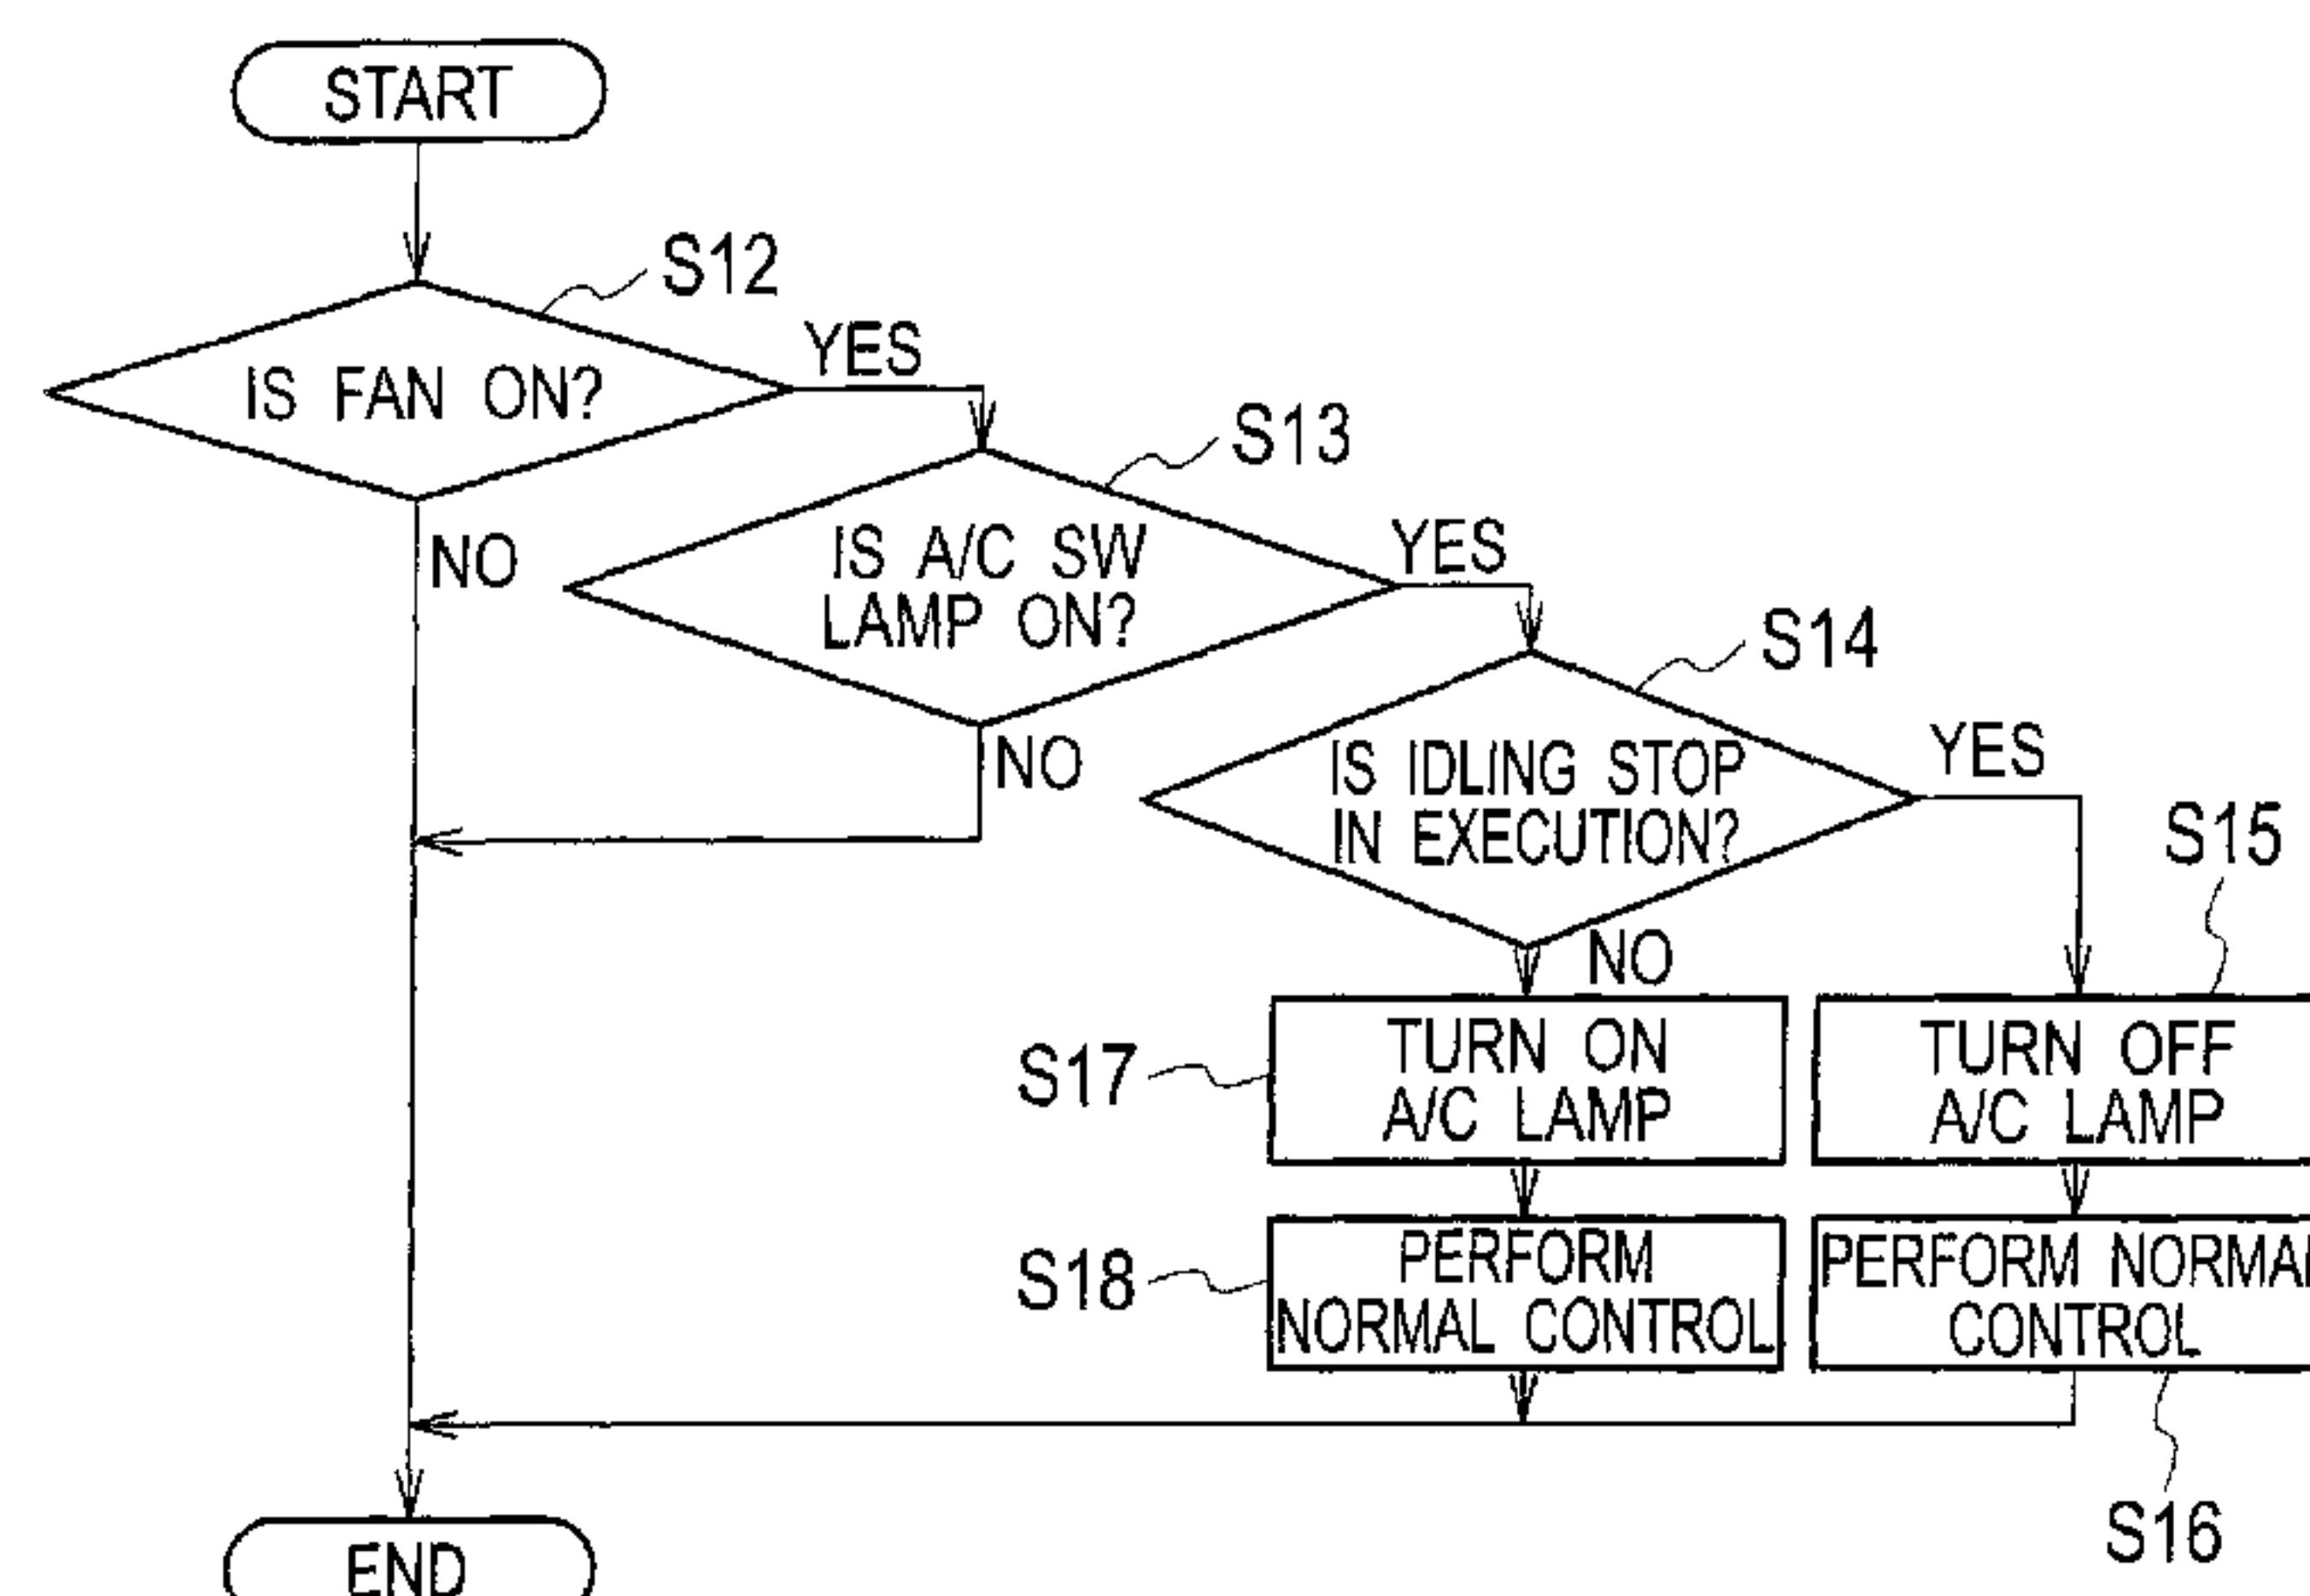 START
S12
IS FAN ON?
YES
NO
S13
IS A/C SW
LAMP ON?
YES
NO
S14
IS IDLING STOP
IN EXECUTION?
YES
NO
S15
TURN OFF
A/C LAMP
S17
TURN ON
A/C LAMP
S18
PERFORM
NORMAL CONTROL
PERFORM NORMAL
CONTROL
S16
END